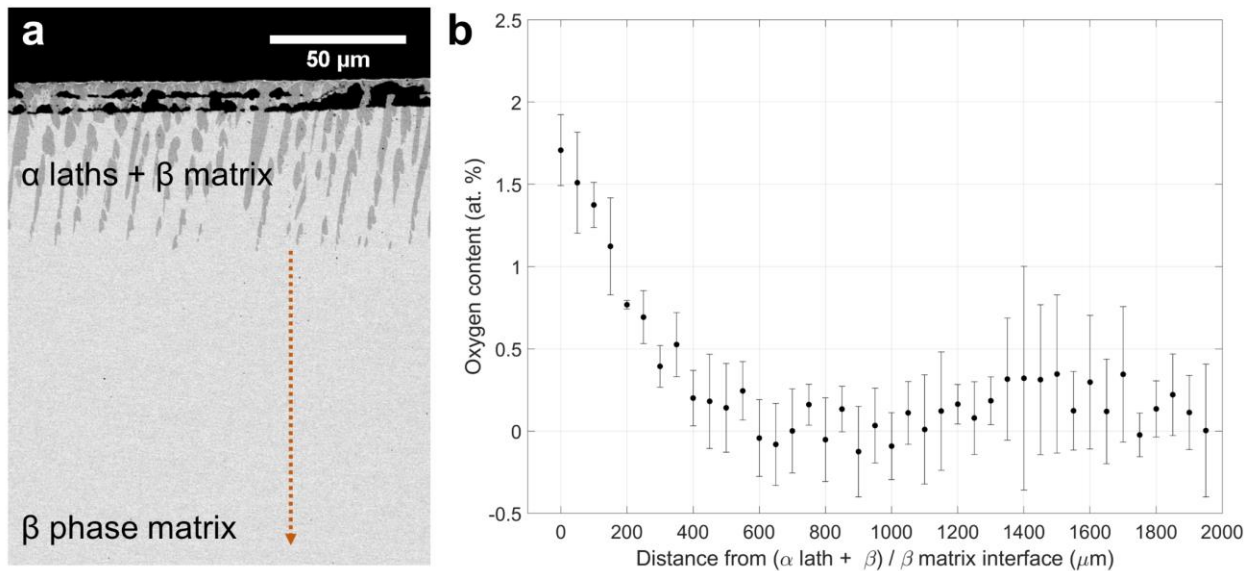 a
50 μm
α laths + β matrix
β phase matrix
b
Oxygen content (at. %)
2.5
2
1.5
1
0.5
0
-0.5
0 200 400 600 800 1000 1200 1400 1600 1800 2000
Distance from (α lath + β) / β matrix interface (μm)